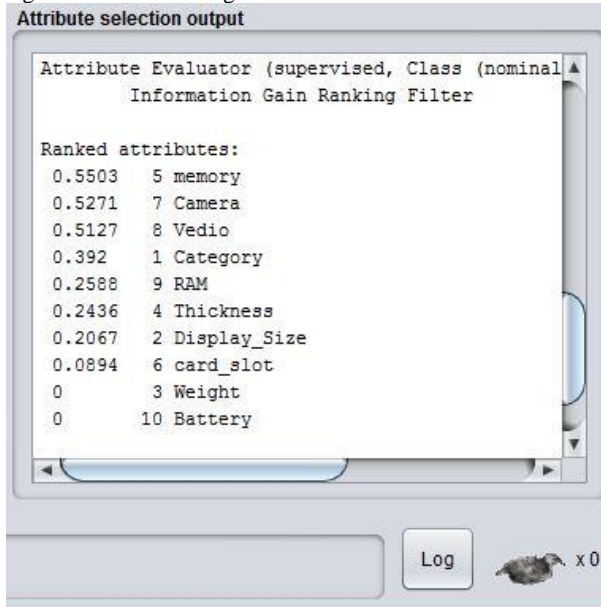 Attribute selection output
Attribute Evaluator (supervised, Class (nominal
Information Gain Ranking Filter
Ranked attributes:
0.5503 5 memory
0.5271 7 Camera
0.5127 8 Vedio
0.392 1 Category
0.2588 9 RAM
0.2436 4 Thickness
0.2067 2 Display_Size
0.0894 6 card_slot
0 3 Weight
0 10 Battery
Log x 0